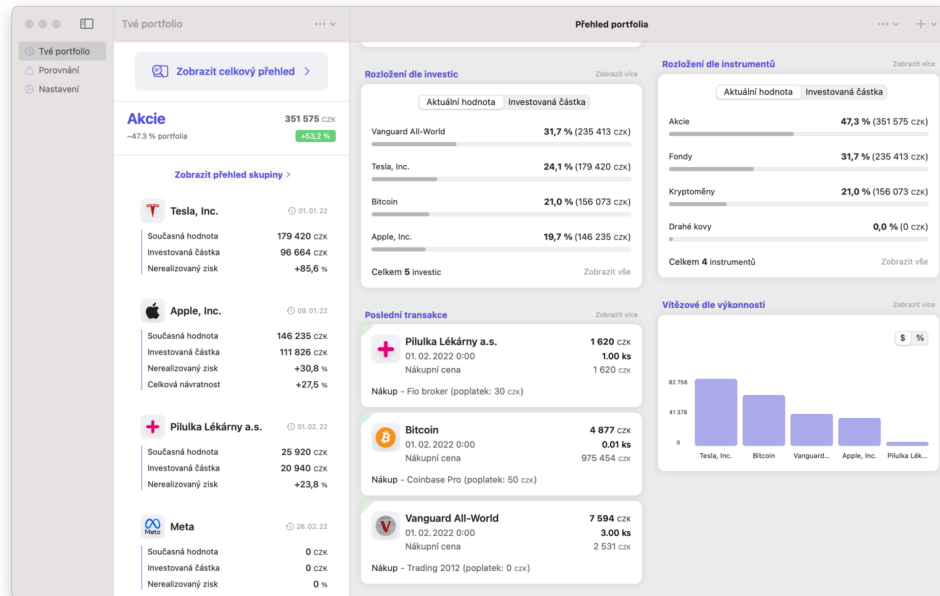 Tvé portfolio
Porovnání
Nastavení
Tvé portfolio
Zobrazit celkový přehled
Akcie
351 575 CZK
~47.3 % portfolia
+53,2 %
Zobrazit přehled skupiny
Tesla, Inc.
01. 01. 22
Současná hodnota 179 420 CZK
Investovaná částka 96 664 CZK
Nerealizovaný zisk +85,6 %
Apple, Inc.
09. 01. 22
Současná hodnota 146 235 CZK
Investovaná částka 111 826 CZK
Nerealizovaný zisk +30,8 %
Celková návratnost +27,5 %
Pilulka Lékárny a.s.
01. 02. 22
Současná hodnota 25 920 CZK
Investovaná částka 20 940 CZK
Nerealizovaný zisk +23,8 %
Meta
Meta
26. 02. 22
Současná hodnota 0 CZK
Investovaná částka 0 CZK
Nerealizovaný zisk 0 %
Přehled portfolia
Rozložení dle investic
Zobrazit více
Aktuální hodnota
Investovaná částka
Vanguard All-World 31,7 % (235 413 CZK)
Tesla, Inc. 24,1 % (179 420 CZK)
Bitcoin 21,0 % (156 073 CZK)
Apple, Inc. 19,7 % (146 235 CZK)
Celkem 5 investic
Zobrazit vše
Poslední transakce
Zobrazit více
Pilulka Lékárny a.s. 1 620 CZK
01. 02. 2022 0:00 1.00 ks
Nákupní cena 1 620 CZK
Nákup - Fio broker (poplatek: 30 CZK)
Bitcoin 4 877 CZK
01. 02. 2022 0:00 0.01 ks
Nákupní cena 975 454 CZK
Nákup - Coinbase Pro (poplatek: 50 CZK)
V
Vanguard All-World 7 594 CZK
01. 02. 2022 0:00 3.00 ks
Nákupní cena 2 531 CZK
Nákup - Trading 2012 (poplatek: 0 CZK)
Rozložení dle instrumentů
Zobrazit více
Aktuální hodnota
Investovaná částka
Akcie 47,3 % (351 575 CZK)
Fondy 31,7 % (235 413 CZK)
Kryptoměny 21,0 % (156 073 CZK)
Drahé kovy 0,0 % (0 CZK)
Celkem 4 instrumentů
Zobrazit vše
Vítězové dle výkonnosti
Zobrazit více
$ %
82 756
41 378
0
Tesla, Inc. Bitcoin Vanguard... Apple, Inc. Pilulka Lék...